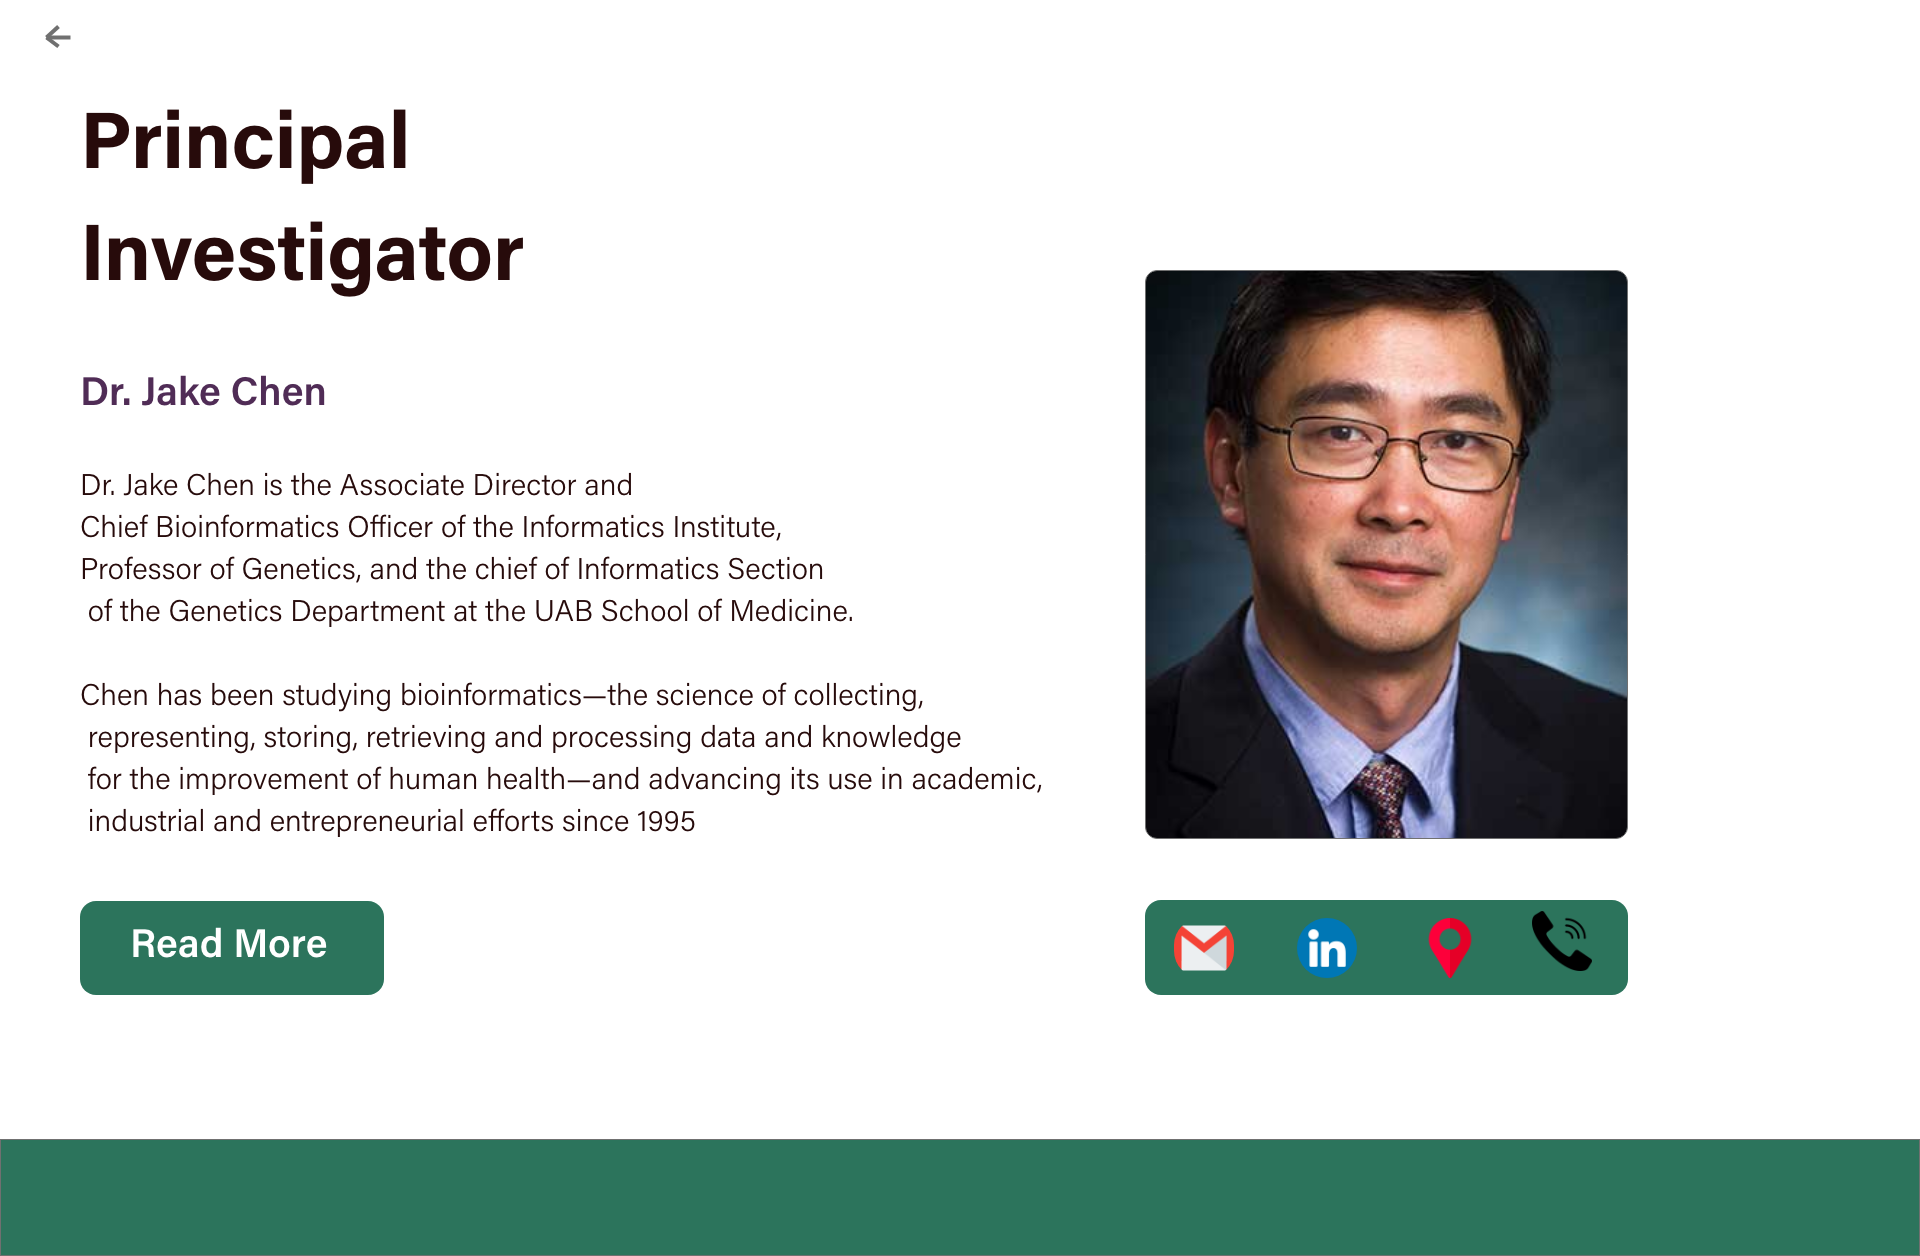 Principal
Investigator
Dr. Jake Chen
Dr. Jake Chen is the Associate Director and
Chief Bioinformatics Officer of the Informatics Institute,
Professor of Genetics, and the chief of Informatics Section
of the Genetics Department at the UAB School of Medicine.
Chen has been studying bioinformatics—the science of collecting,
representing, storing, retrieving and processing data and knowledge
for the improvement of human health—and advancing its use in academic,
industrial and entrepreneurial efforts since 1995
Read More
in